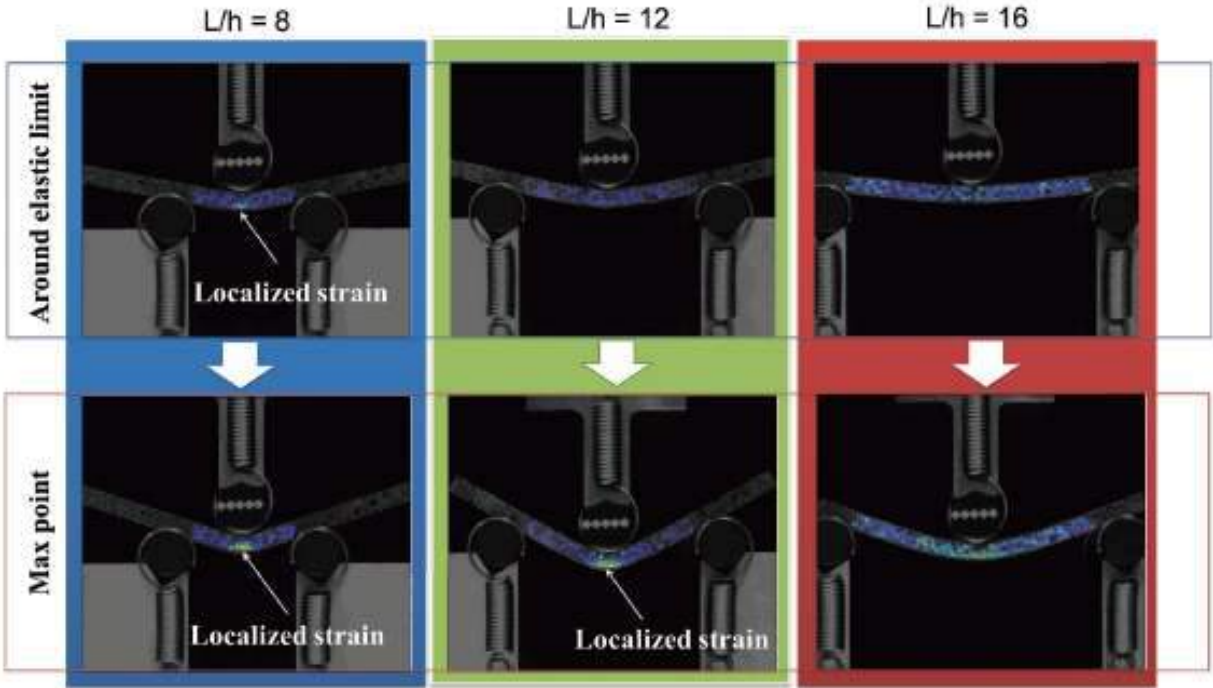 L/h = 8
L/h = 12
L/h = 16
Around elastic limit
Localized strain
Max point
Localized strain
Localized strain